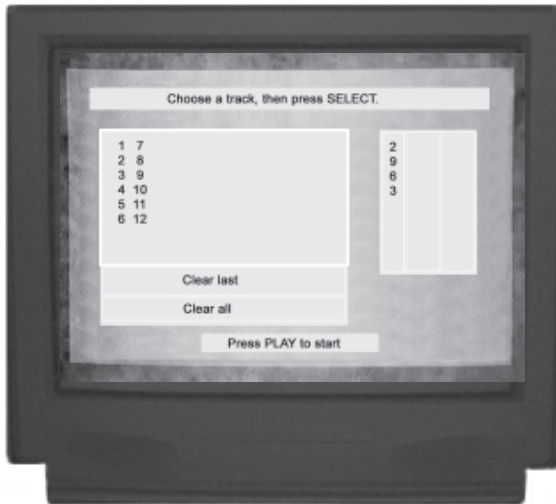 Choose a track, then press SELECT.
1 7
2 8
3 9
4 10
5 11
6 12
2
9
6
3
Clear last
Clear all
Press PLAY to start